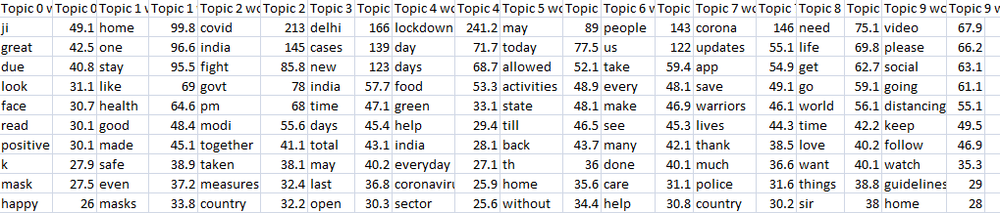 Topic 0 w Topic 0 Topic 1 w Topic 1 Topic 2 wo Topic 2 Topic 3 Topic Topic 4 wo Topic 4 Topic 5 wo Topic Topic 6 w Topic Topic 7 wo Topic Topic 8 Topic Topic 9 wo Topic 9 w
ji 49.1 home 99.8 covid 213 delhi 166 lockdown 241.2 may 89 people 143 corona 146 need 75.1 video 67.9
great 42.5 one 96.6 india 145 cases 139 day 71.7 today 77.5 us 122 updates 55.1 life 69.8 please 66.2
due 40.8 stay 95.5 fight 85.8 new 123 days 68.7 allowed 52.1 take 59.4 app 54.9 get 62.7 social 63.1
look 31.1 like 69 govt 78 india 57.7 food 53.3 activities 48.9 every 48.1 save 49.1 go 59.1 going 61.1
face 30.7 health 64.6 pm 68 time 47.1 green 33.1 state 48.1 make 46.9 warriors 46.1 world 56.1 distancing 55.1
read 30.1 good 48.4 modi 55.6 days 45.4 help 29.4 till 46.5 see 45.3 lives 44.3 time 42.2 keep 49.5
positive 30.1 made 45.1 together 41.1 total 43.1 india 28.1 back 43.7 many 42.1 thank 38.5 love 40.2 follow 46.9
k 27.9 safe 38.9 taken 38.1 may 40.2 everyday 27.1 th 36 done 40.1 much 36.6 want 40.1 watch 35.3
mask 27.5 even 37.2 measures 32.4 last 36.8 coronaviru 25.9 home 35.6 care 31.1 police 31.6 things 38.8 guidelines 29
happy 26 masks 33.8 country 32.2 open 30.3 sector 25.6 without 34.4 help 30.8 country 30.2 sir 38 home 28